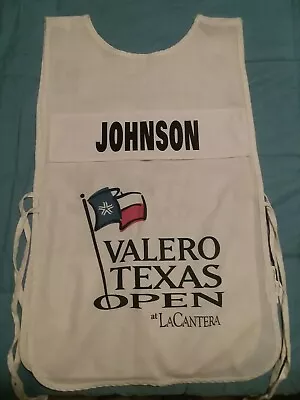 JOHNSON
VALERO
TEXAS
OPEN
at LACANTERA